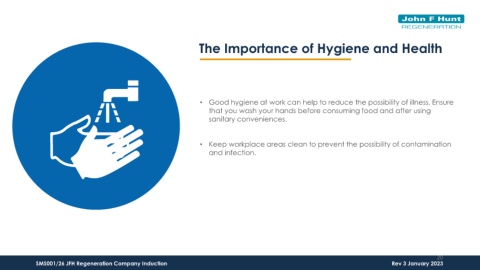 John F Hunt
REGENERATION
The Importance of Hygiene and Health
• Good hygiene at work can help to reduce the possibility of illness. Ensure
that you wash your hands before consuming food and after using
sanitary conveniences.
• Keep workplace areas clean to prevent the possibility of contamination
and infection.
SMS001/26 JFH Regeneration Company Induction
Rev 3 January 2023